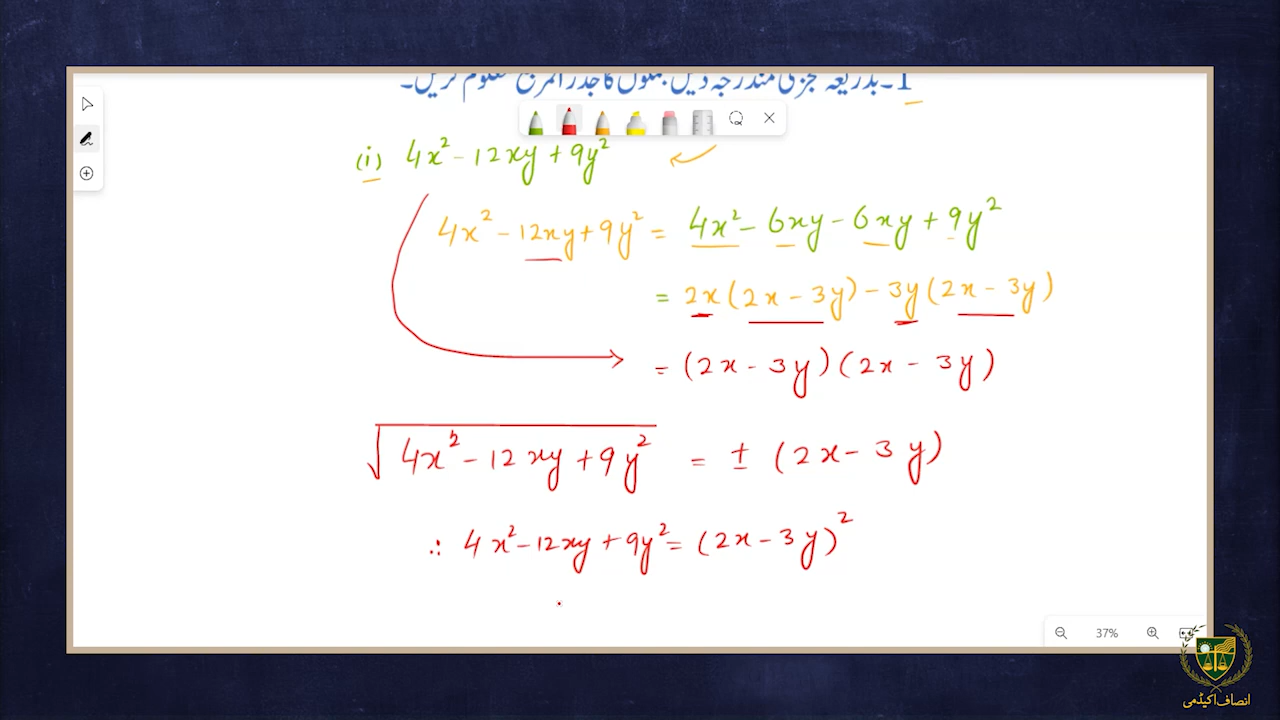 1۔ بذریعہ تجزی مندرجہ ذیل جملوں کا جذر المربع معلوم کریں۔
(i) 4x² - 12xy + 9y²
4x² - 12xy + 9y² = 4x² - 6xy - 6xy + 9y²
= 2x(2x - 3y) - 3y(2x - 3y)
= (2x - 3y)(2x - 3y)
√4x² - 12xy + 9y² = ± (2x - 3y)
∴ 4x² - 12xy + 9y² = (2x - 3y)²
37%
انصاف اکیڈمی